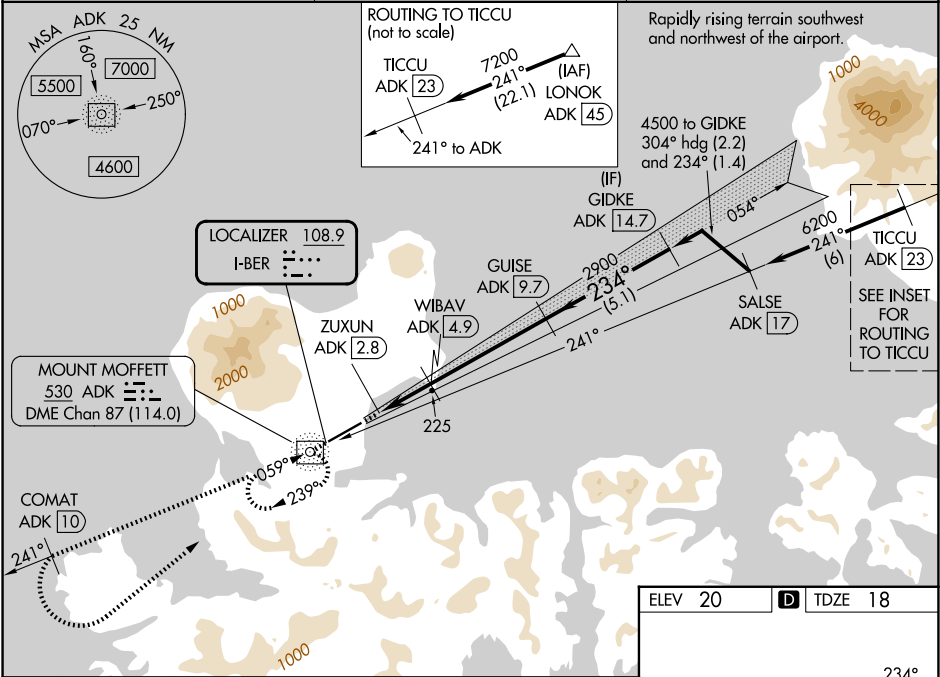 MSA ADK 25 NM
160°
5500
7000
070°
250°
4600
ROUTING TO TICCU
(not to scale)
TICCU
ADK 23
7200
241°
(22.1)
(IAF)
LONOK
ADK 45
241° to ADK
Rapidly rising terrain southwest
and northwest of the airport.
1000
4000
4500 to GIDKE
304° hdg (2.2)
and 234° (1.4)
(IF)
GIDKE
ADK 14.7
054°
6200
241°
(6)
TICCU
ADK 23
SEE INSET
FOR
ROUTING
TO TICCU
LOCALIZER 108.9
I-BER
GUISE
ADK 9.7
2900
234°
(5.1)
SALSE
ADK 17
241°
1000
2000
ZUXUN
ADK 2.8
WIBAV
ADK 4.9
225
MOUNT MOFFETT
530 ADK
DME Chan 87 (114.0)
059°
239°
COMAT
ADK 10
241°
1000
ELEV 20
D
TDZE 18
234°